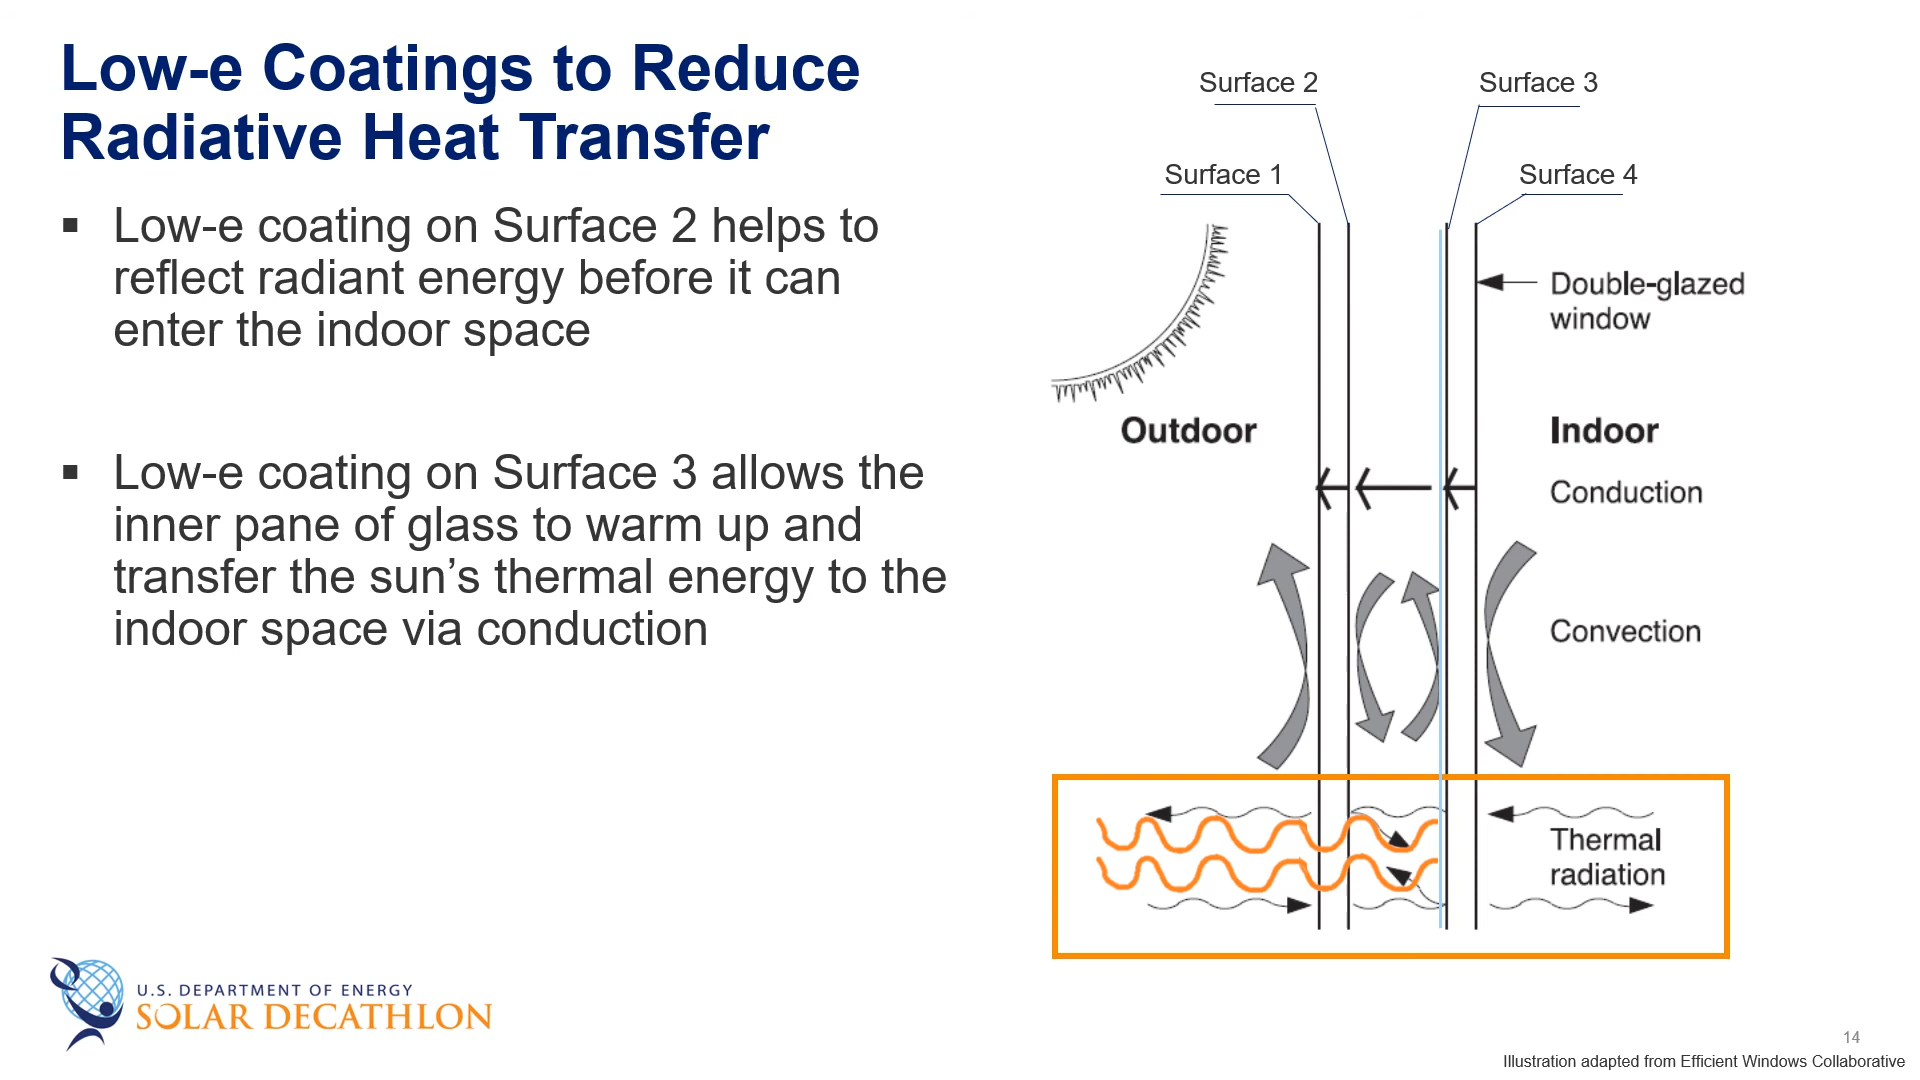 Low-e Coatings to Reduce
Radiative Heat Transfer
▪ Low-e coating on Surface 2 helps to
reflect radiant energy before it can
enter the indoor space
▪ Low-e coating on Surface 3 allows the
inner pane of glass to warm up and
transfer the sun’s thermal energy to the
indoor space via conduction
Surface 2
Surface 3
Surface 1
Surface 4
Double-glazed
window
Outdoor
Indoor
Conduction
Convection
Thermal
radiation
U.S. DEPARTMENT OF ENERGY
SOLAR DECATHLON
14
Illustration adapted from Efficient Windows Collaborative